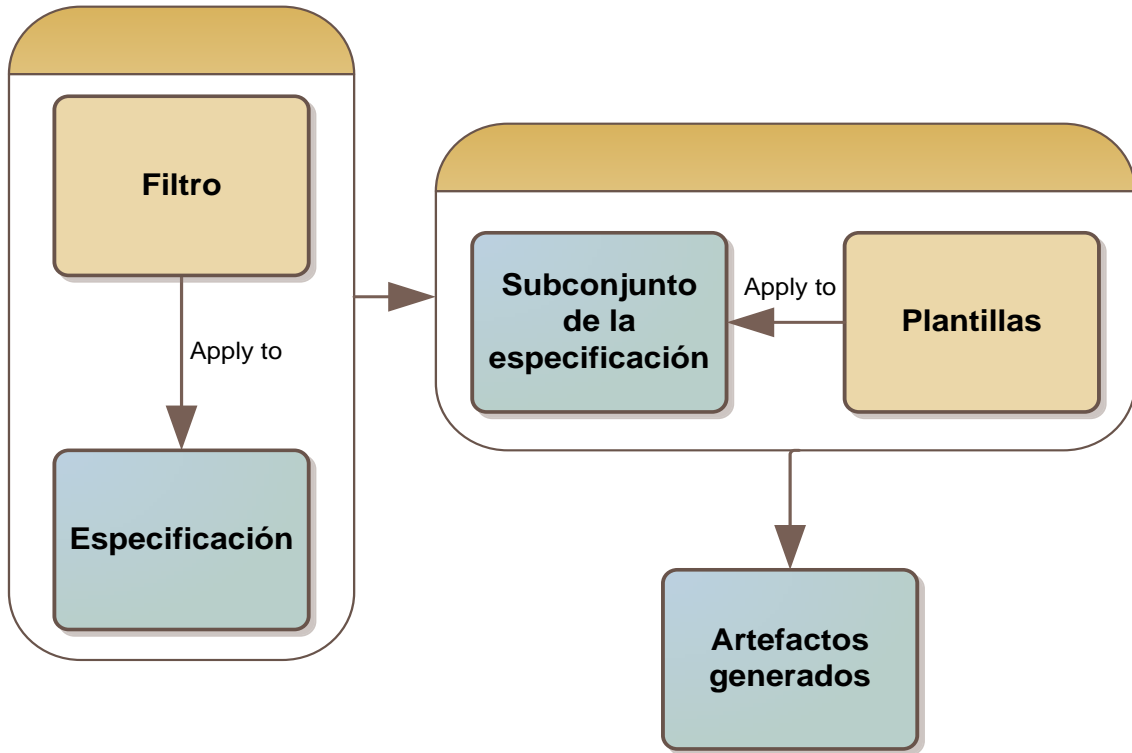 Filtro
Apply to
Especificación
Subconjunto
de la
especificación
Apply to
Plantillas
Artefactos
generados